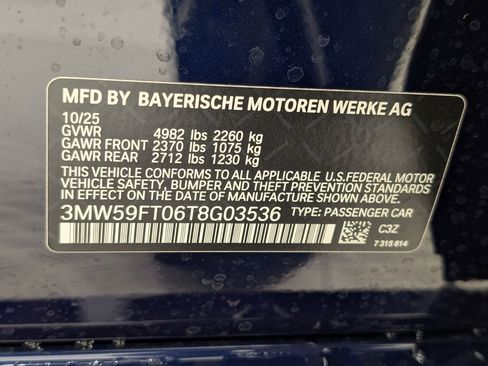 MFD BY BAYERISCHE MOTOREN WERKE AG
10/25
GVWR 4982 lbs 2260 kg
GAWR FRONT 2370 lbs 1075 kg
GAWR REAR 2712 lbs 1230 kg
THIS VEHICLE CONFORMS TO ALL APPLICABLE U.S.FEDERAL MOTOR
VEHICLE SAFETY, BUMPER, AND THEFT PREVENTION STANDARDS
IN EFFECT ON THE DATE OF MANUFACTURE SHOWN ABOVE.
3MW59FT06T8G03536 TYPE: PASSENGER CAR
C3Z
7 315 814